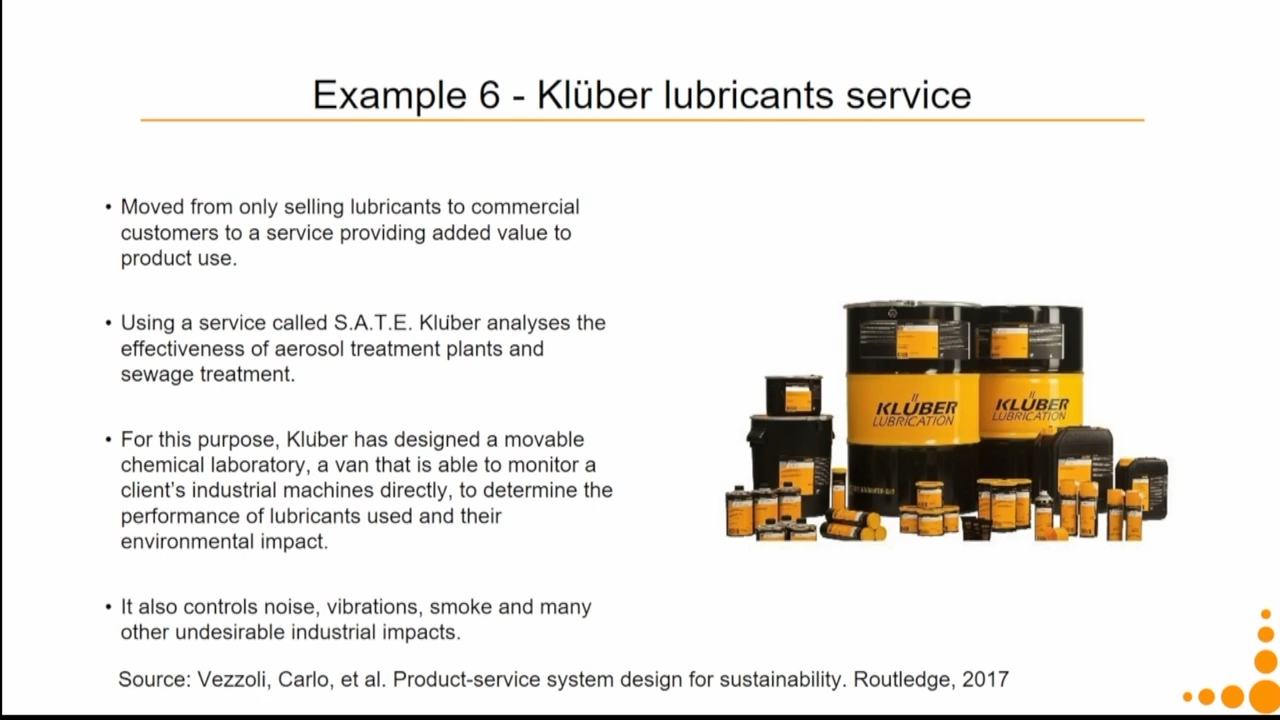 Example 6 - Klüber lubricants service
• Moved from only selling lubricants to commercial
customers to a service providing added value to
product use.
• Using a service called S.A.T.E. Kluber analyses the
effectiveness of aerosol treatment plants and
sewage treatment.
• For this purpose, Kluber has designed a movable
chemical laboratory, a van that is able to monitor a
client's industrial machines directly, to determine the
performance of lubricants used and their
environmental impact.
• It also controls noise, vibrations, smoke and many
other undesirable industrial impacts.
KLÜBER
LUBRICATION
KLÜBER
LUBRICATION
Source: Vezzoli, Carlo, et al. Product-service system design for sustainability. Routledge, 2017